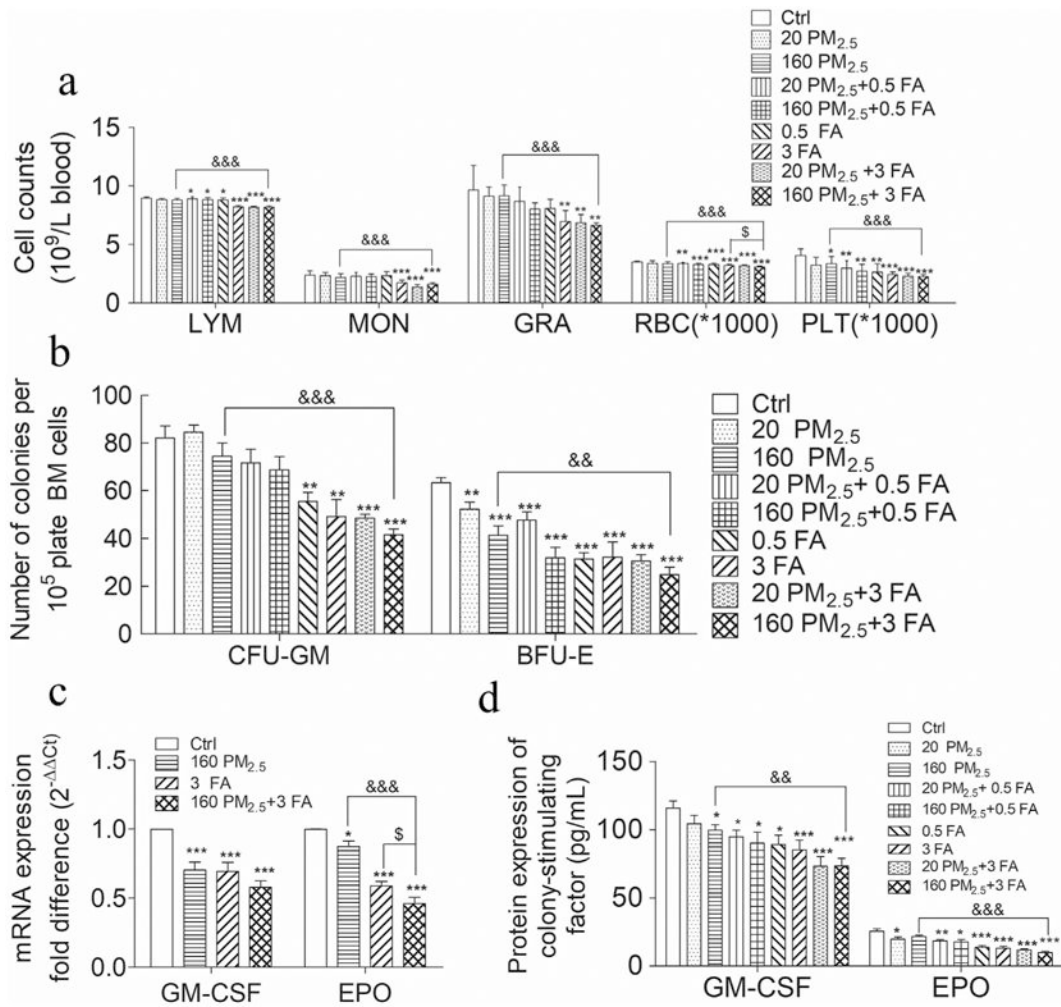 a
Cell counts
(10⁹/L blood)
15
10
5
0
Ctrl
20 PM₂.₅
160 PM₂.₅
20 PM₂.₅+0.5 FA
160 PM₂.₅+0.5 FA
0.5 FA
3 FA
20 PM₂.₅ +3 FA
160 PM₂.₅+ 3 FA
&&& &&& &&& &&& $ &&&
* * * *** *** ***
*** *** ***
** ** **
** *** *** *** *** ***
* ** ** ** *** *** ***
LYM MON GRA RBC(*1000) PLT(*1000)
b
Number of colonies per
10⁵ plate BM cells
100
80
60
40
20
0
&&& &&
** ** *** ***
** *** *** *** *** *** *** ***
CFU-GM BFU-E
Ctrl
20 PM₂.₅
160 PM₂.₅
20 PM₂.₅+ 0.5 FA
160 PM₂.₅+0.5 FA
0.5 FA
3 FA
20 PM₂.₅+3 FA
160 PM₂.₅+3 FA
c
mRNA expression
fold difference (2⁻ΔΔCt)
1.5
1.0
0.5
0.0
Ctrl
160 PM₂.₅
3 FA
160 PM₂.₅+3 FA
&&&
$
*** *** ***
* *** ***
GM-CSF EPO
d
Protein expression of
colony-stimulating
factor (pg/mL)
150
100
50
0
Ctrl
20 PM₂.₅
160 PM₂.₅
20 PM₂.₅+ 0.5 FA
160 PM₂.₅+0.5 FA
0.5 FA
3 FA
20 PM₂.₅+3 FA
160 PM₂.₅+3 FA
&& &&&
* * * * *** *** ***
* ** * *** *** *** ***
GM-CSF EPO